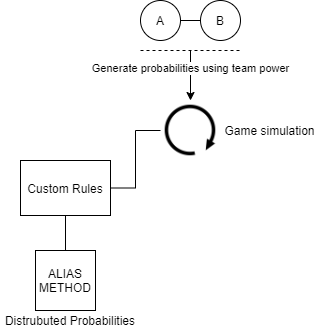 A
B
Generate probabilities using team power
Game simulation
Custom Rules
ALIAS
METHOD
Distrubuted Probabilities